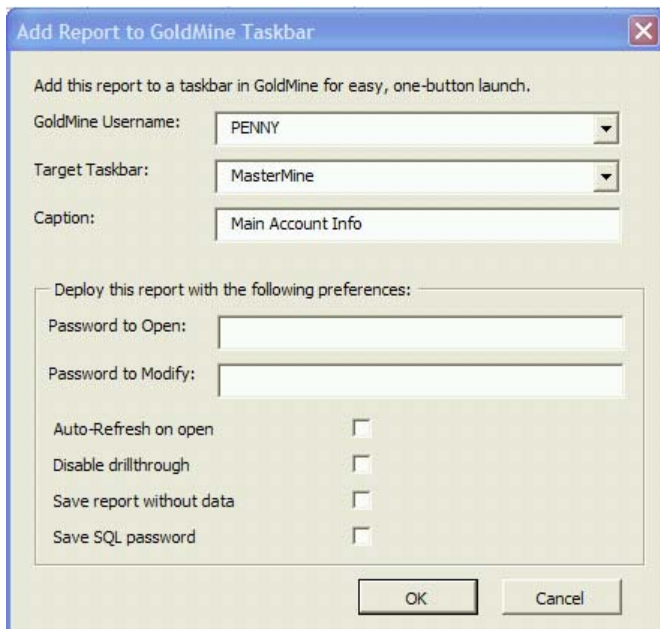 Add Report to GoldMine Taskbar
Add this report to a taskbar in GoldMine for easy, one-button launch.
GoldMine Username: PENNY
Target Taskbar: MasterMine
Caption: Main Account Info
Deploy this report with the following preferences:
Password to Open:
Password to Modify:
Auto-Refresh on open
Disable drillthrough
Save report without data
Save SQL password
OK Cancel